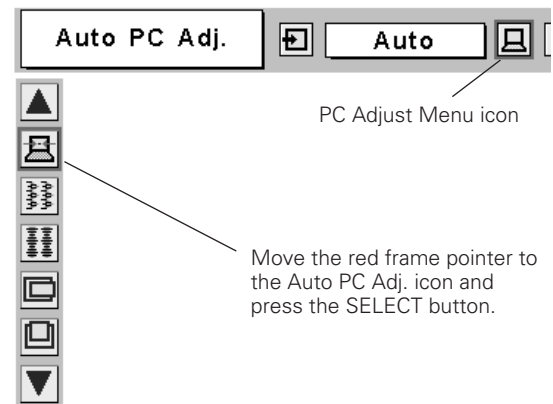 Auto PC Adj.
Auto
PC Adjust Menu icon
Move the red frame pointer to
the Auto PC Adj. icon and
press the SELECT button.